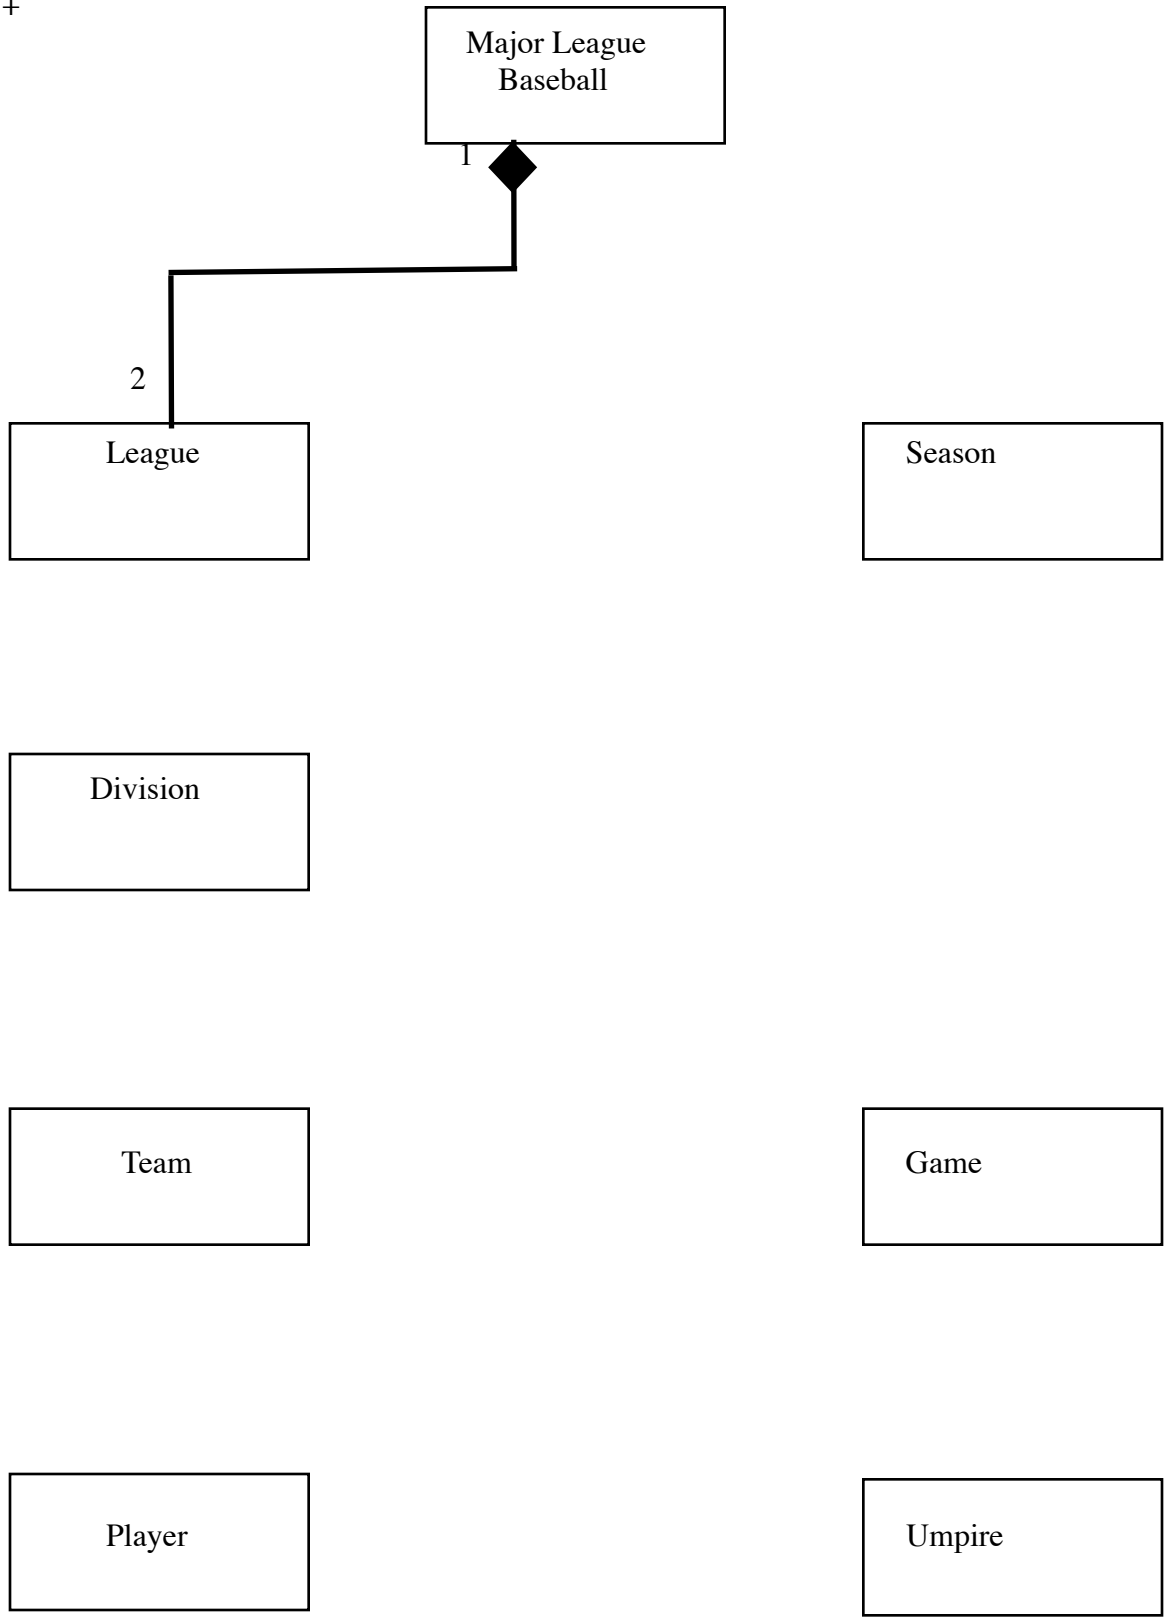 +
Major League
Baseball
1
2
League
Season
Division
Team
Game
Player
Umpire